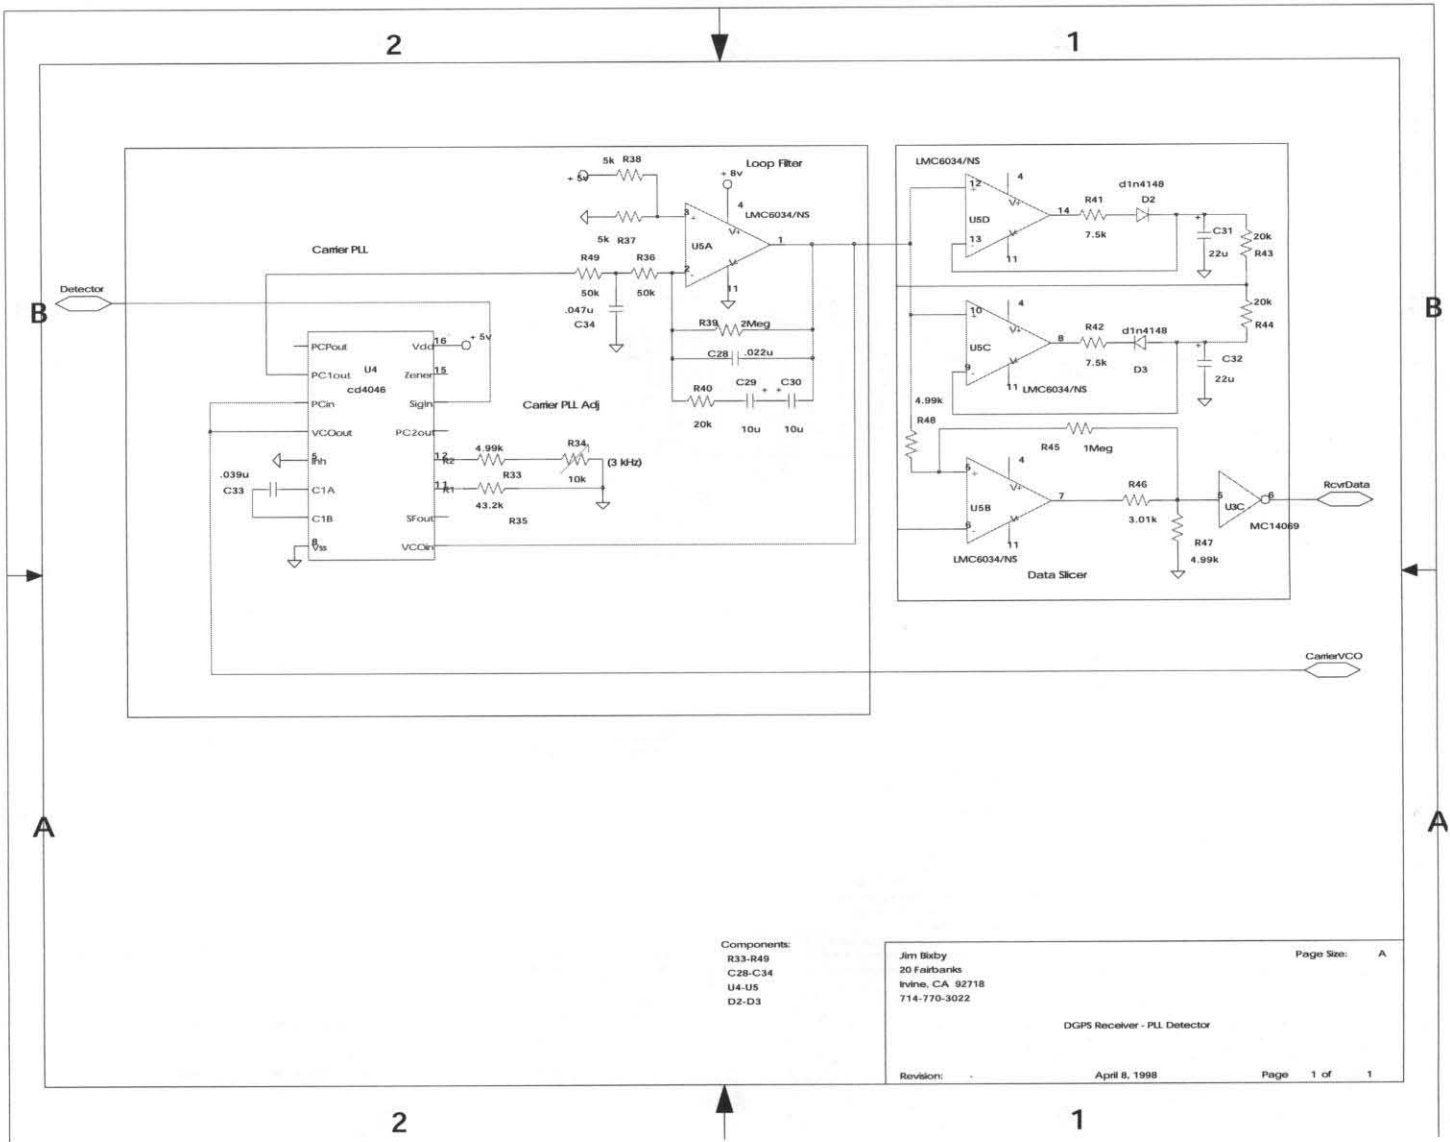 2
1
B
B
A
A
2
1
Carrier PLL
Detector
5k R38
+ 5v
5k R37
R49
50k
R36
50k
.047u
C34
Loop Filter
+ 8v
4
LMC6034/NS
3
+
U5A
V+
V-
2
-
1
11
R39 2Meg
C28 .022u
R40
20k
C29
10u
+
C30
+
10u
PCPout
PC1out
PCin
VCOout
5
Inh
C1A
C1B
8
Vss
U4
cd4046
Vdd
16
+ 5v
Zener
15
SigIn
PC2out
12
R2
11
R1
SFout
VCOin
.039u
C33
Carrier PLL Adj
4.99k
R33
R34
10k
(3 kHz)
43.2k
R35
LMC6034/NS
4
12
+
U5D
V+
V-
13
-
14
11
R41
7.5k
d1n4148
D2
+
C31
22u
20k
R43
4
10
U5C
V+
V-
9
-
8
11
LMC6034/NS
R42
7.5k
d1n4148
D3
+
C32
22u
20k
R44
4.99k
R48
R45 1Meg
4
5
+
U5B
V+
V-
6
-
7
11
LMC6034/NS
R46
3.01k
R47
4.99k
5
U3C
6
MC14069
RcvrData
Data Slicer
CarrierVCO
Components:
R33-R49
C28-C34
U4-U5
D2-D3
Jim Bixby
20 Fairbanks
Irvine, CA 92718
714-770-3022
Page Size: A
DGPS Receiver - PLL Detector
Revision: -
April 8, 1998
Page 1 of 1